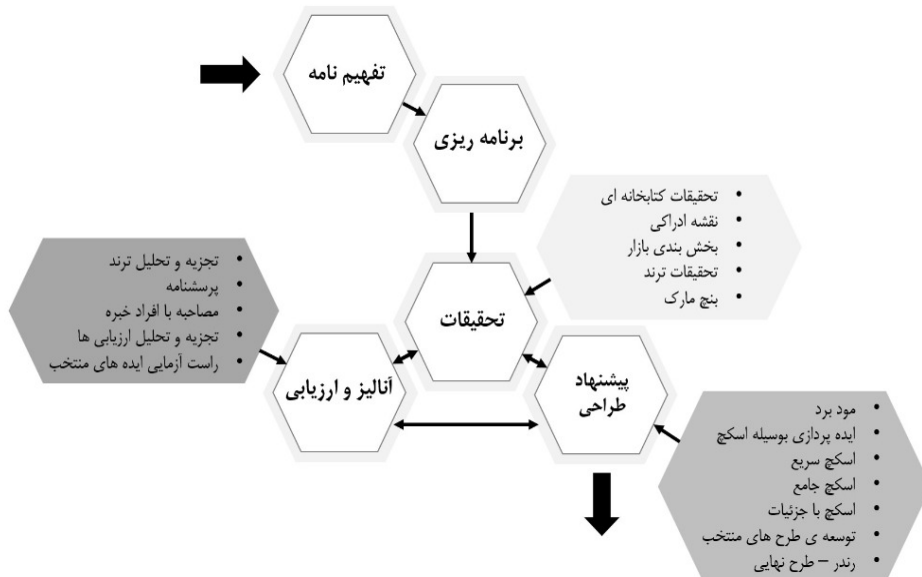 تفهیم نامه
برنامه ریزی
• تحقیقات کتابخانه ای
• نقشه ادراکی
• بخش بندی بازار
• تحقیقات ترند
• بنچ مارک
تحقیقات
• تجزیه و تحلیل ترند
• پرسشنامه
• مصاحبه با افراد خبره
• تجزیه و تحلیل ارزیابی ها
• راست آزمایی ایده های منتخب
آنالیز و ارزیابی
پیشنهاد
طراحی
• مود برد
• ایده پردازی بوسیله اسکچ
• اسکچ سریع
• اسکچ جامع
• اسکچ با جزئیات
• توسعه ی طرح های منتخب
• رندر – طرح نهایی